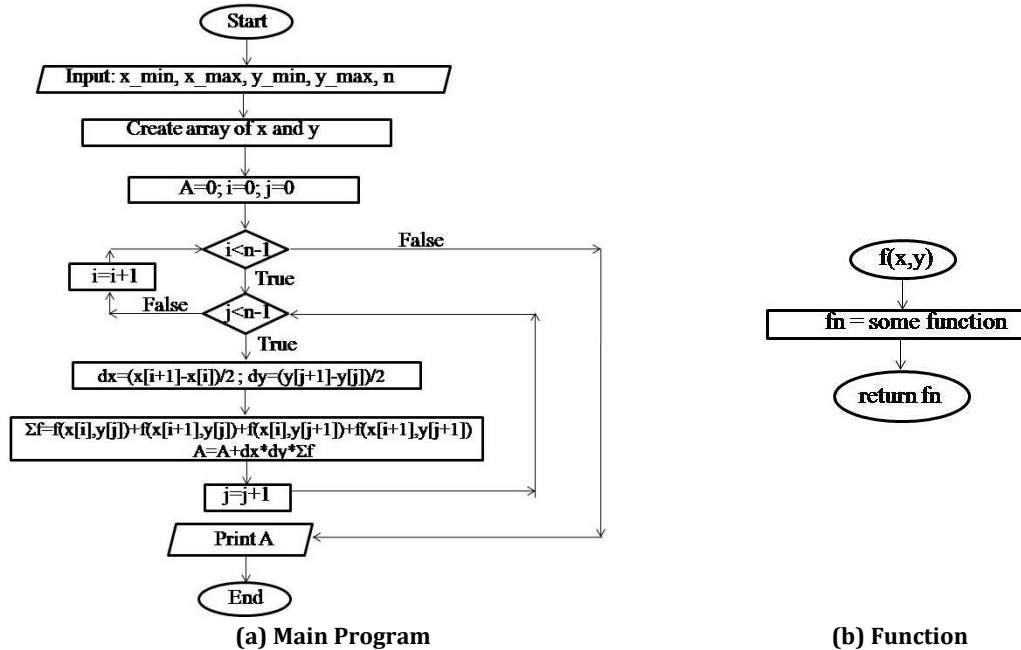 Start
Input: x_min, x_max, y_min, y_max, n
Create array of x and y
A=0; i=0; j=0
i<n-1
False
i=i+1
True
False
j<n-1
True
dx=(x[i+1]-x[i])/2 ; dy=(y[j+1]-y[j])/2
Σf=f(x[i],y[j])+f(x[i+1],y[j])+f(x[i],y[j+1])+f(x[i+1],y[j+1])
A=A+dx*dy*Σf
j=j+1
Print A
End
(a) Main Program
f(x,y)
fn = some function
return fn
(b) Function